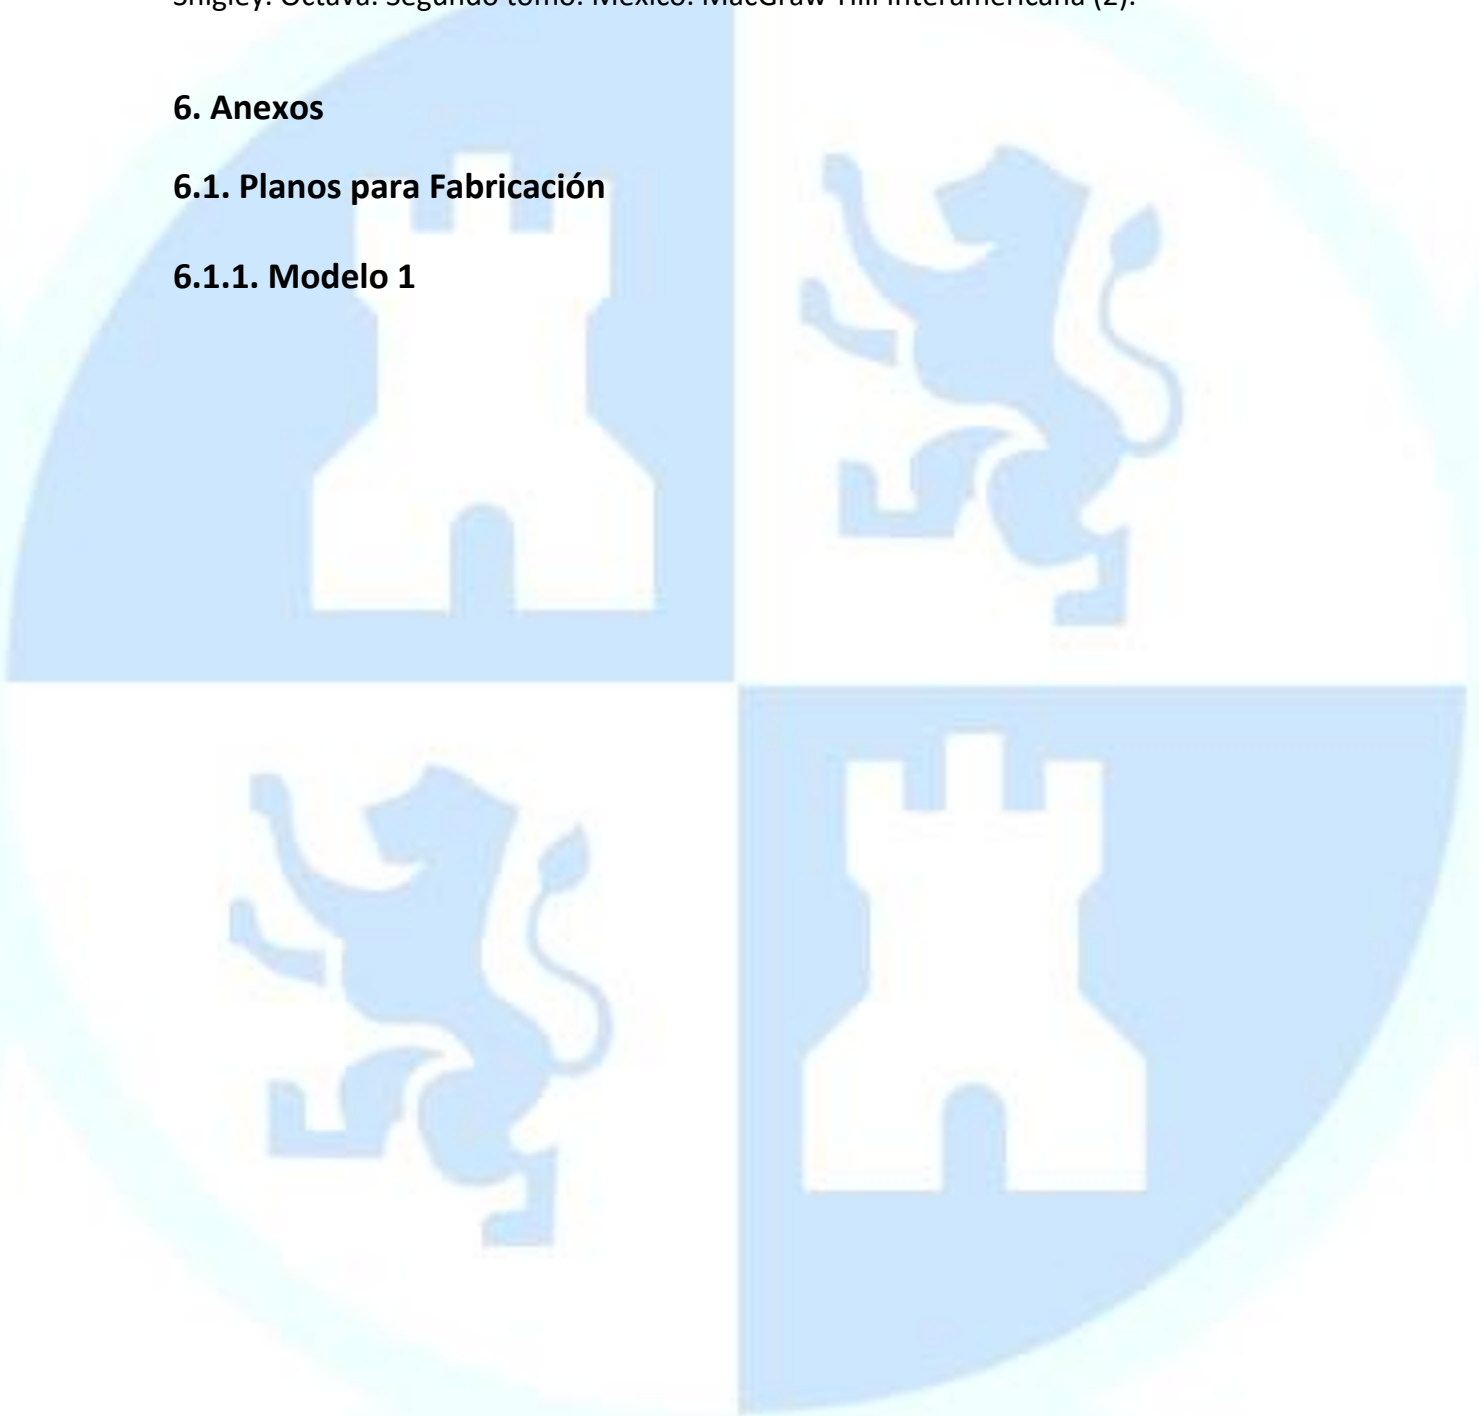 Shigley. Octava. Segundo tomo. México: MacGraw-Hill Interamericana (2).
6. Anexos
6.1. Planos para Fabricación
6.1.1. Modelo 1